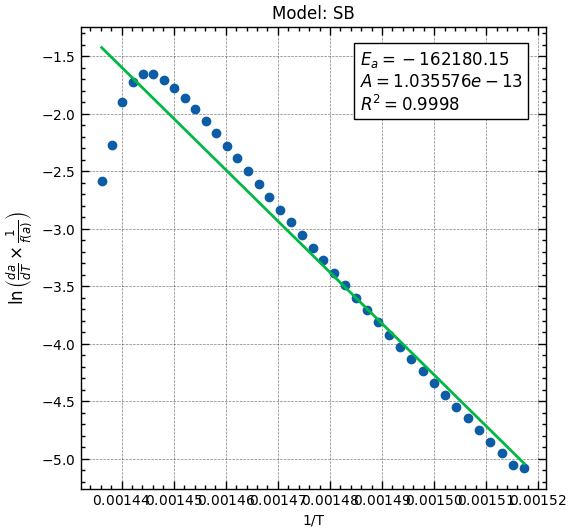 Model: SB
E_a = −162180.15
A = 1.035576e − 13
R^2 = 0.9998
−1.5
−2.0
−2.5
−3.0
−3.5
−4.0
−4.5
−5.0
ln (da/dT × 1/f(a))
0.00144 0.00145 0.00146 0.00147 0.00148 0.00149 0.00150 0.00151 0.00152
1/T